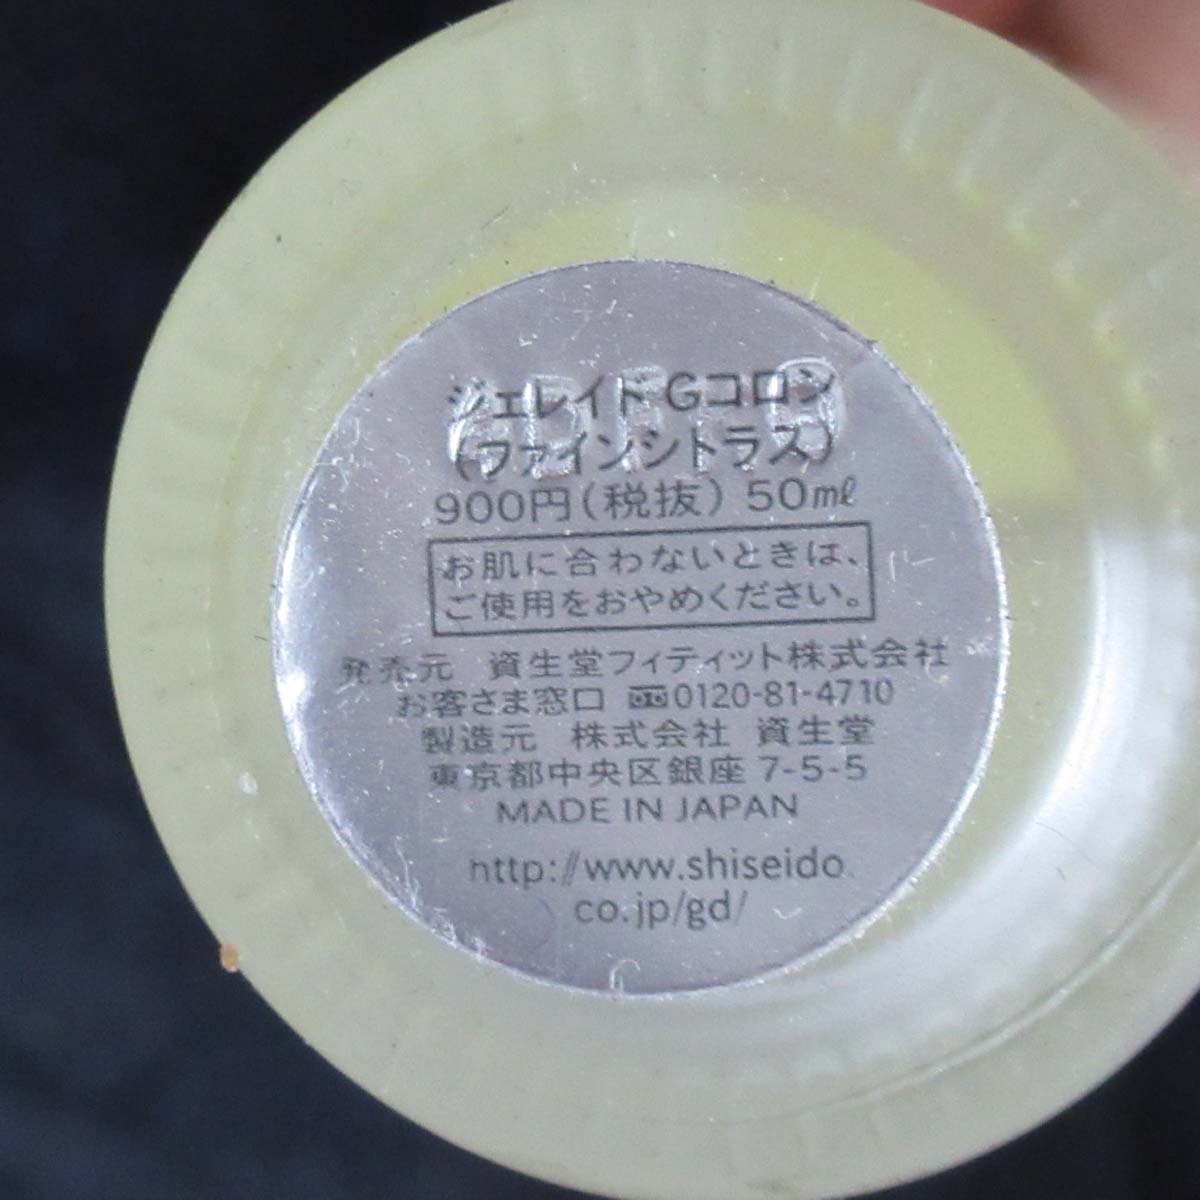 ジェレイド Gコロン
(ファインシトラス)
900円(税抜) 50mℓ
お肌に合わないときは、
ご使用をおやめください。
発売元 資生堂フィティット株式会社
お客さま窓口 0120-81-4710
製造元 株式会社 資生堂
東京都中央区銀座 7-5-5
MADE IN JAPAN
http://www.shiseido.
co.jp/gd/